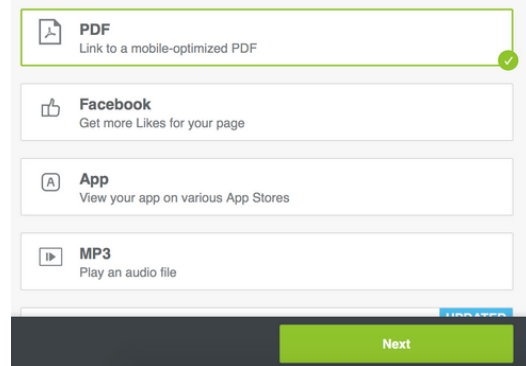 PDF
Link to a mobile-optimized PDF
Facebook
Get more Likes for your page
A
App
View your app on various App Stores
MP3
Play an audio file
UPDATED
Next